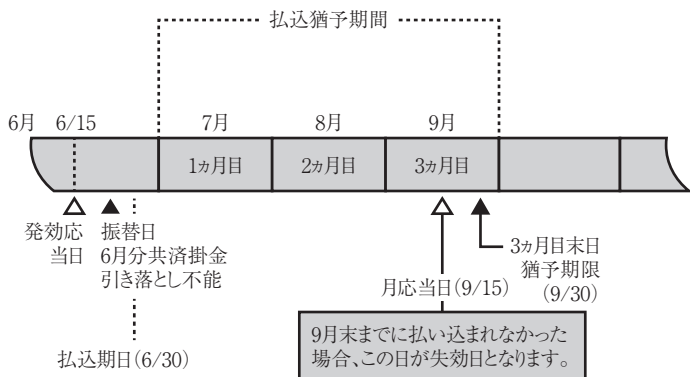 払込猶予期間
6月 6/15 7月 8月 9月
1ヵ月目 2ヵ月目 3ヵ月目
発効応
当日
振替日
6月分共済掛金
引き落とし不能
払込期日(6/30)
月応当日(9/15)
3ヵ月目末日
猶予期限
(9/30)
9月末までに払い込まれなかった
場合、この日が失効日となります。